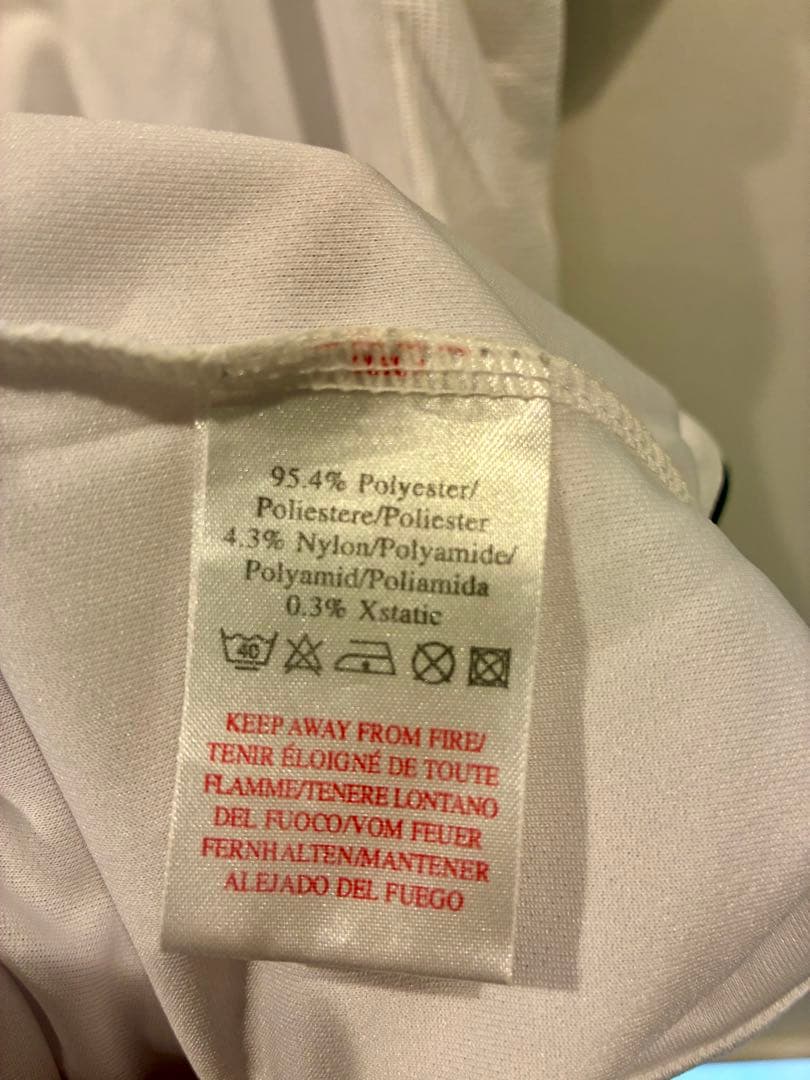 95.4% Polyester/
Poliestere/Poliester
4.3% Nylon/Polyamide/
Polyamid/Poliamida
0.3% Xstatic
40
KEEP AWAY FROM FIRE/
TENIR ÉLOIGNÉ DE TOUTE
FLAMME/TENERE LONTANO
DEL FUOCO/VOM FEUER
FERNHALTEN/MANTENER
ALEJADO DEL FUEGO